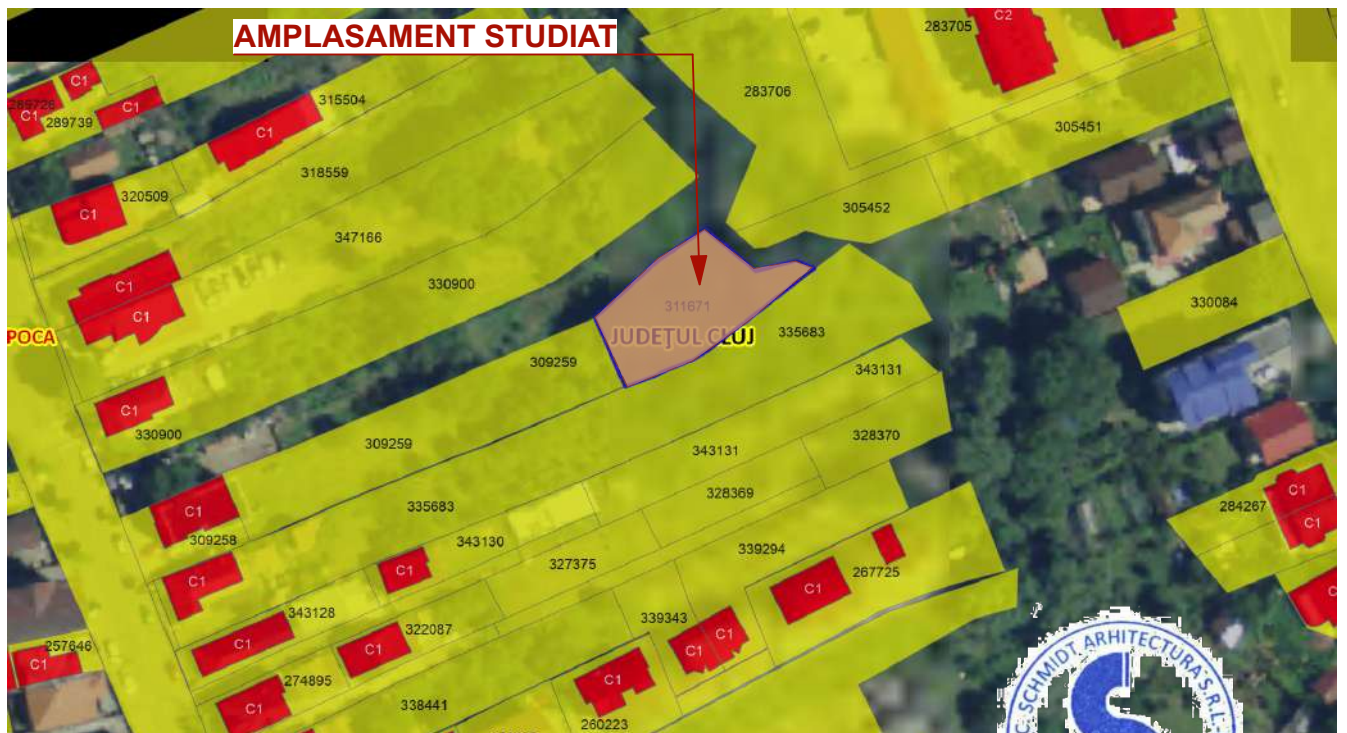 AMPLASAMENT STUDIAT
C2
283705
C1
289726
C1
C1
289739
315504
C1
283706
305451
318559
320509
C1
305452
347166
330900
C1
311671
330084
C1
POCA
JUDEȚUL CLUJ
335683
309259
343131
C1
330900
328370
309259
343131
328369
C1
335683
C1
284267
309258
343130
339294
C1
327375
C1
C1
267725
C1
343128
339343
C1
322087
C1
C1
257646
C1
C1
C1
274895
C1
338441
C1
260223
C. SCHMIDT ARHITECTURA S.R.L.